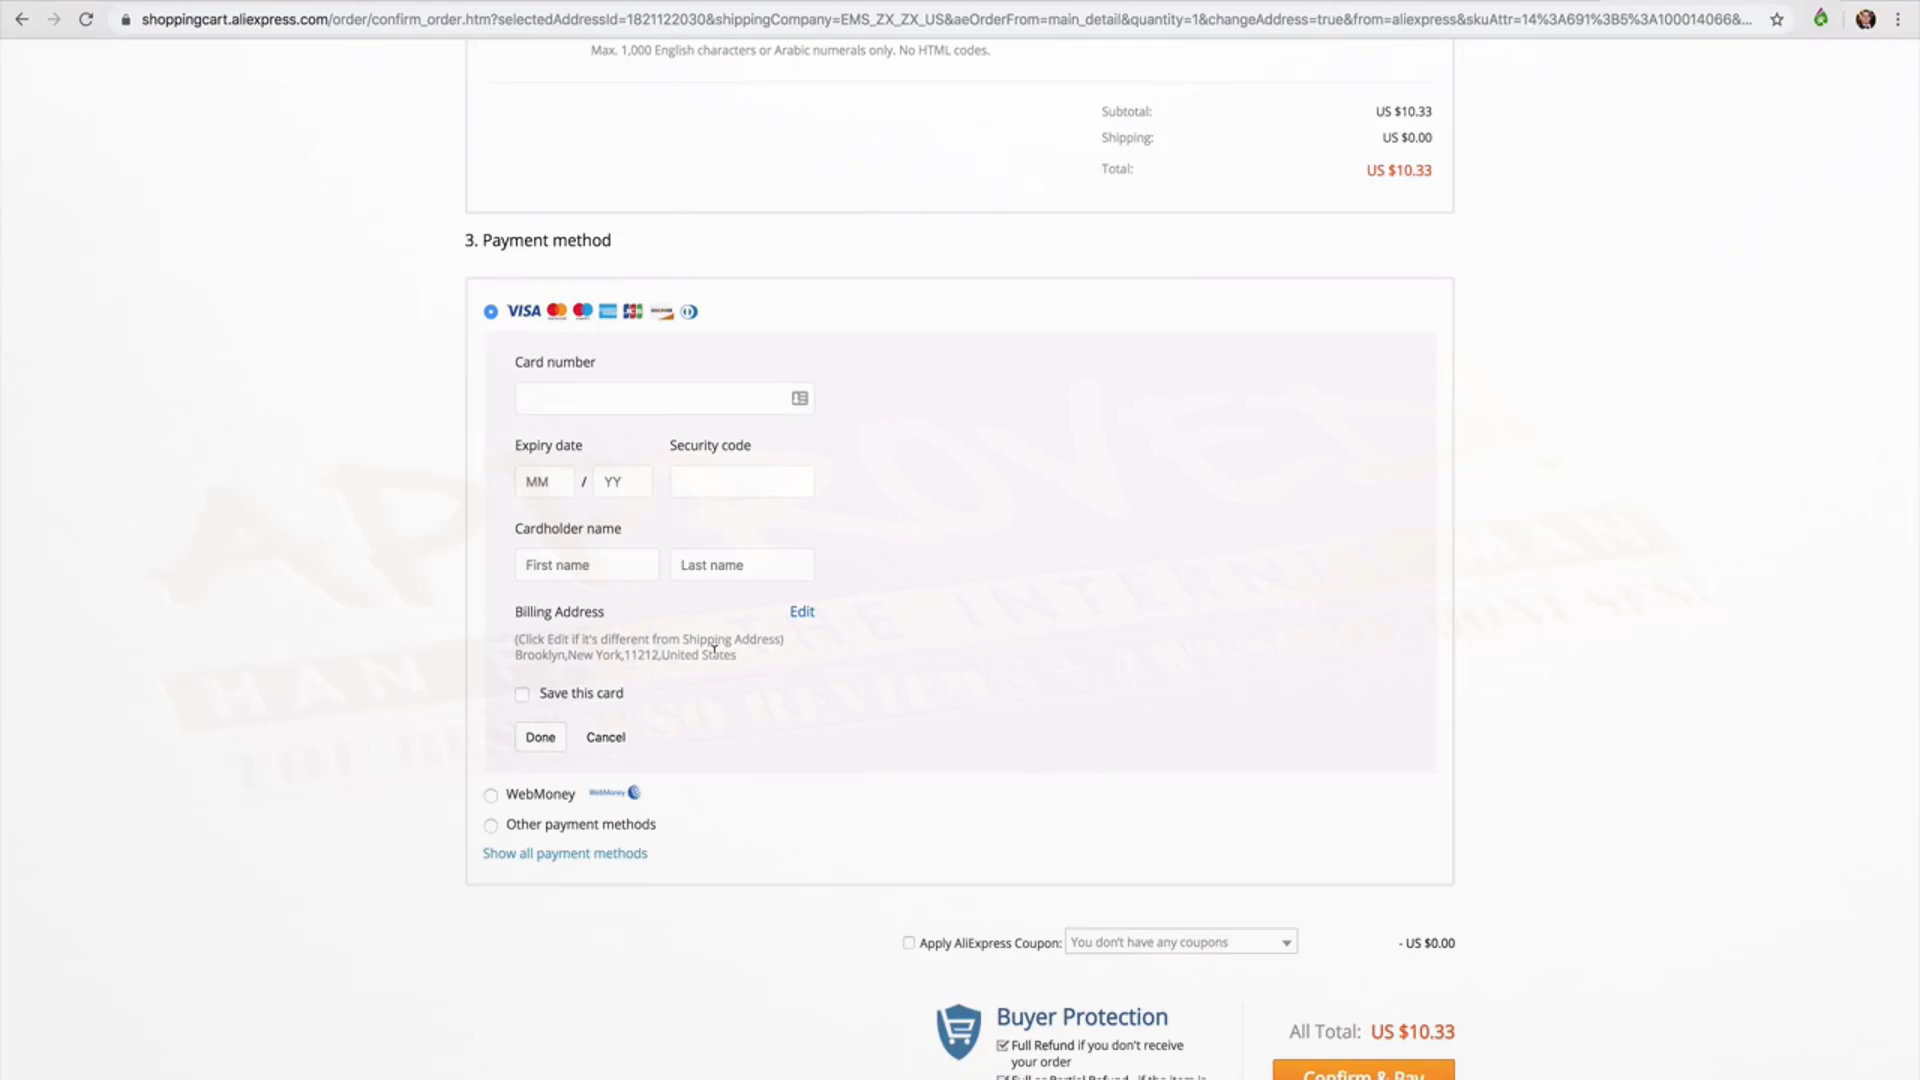 shoppingcart.aliexpress.com/order/confirm_order.htm?selectedAddressId=1821122030&shippingCompany=EMS_ZX_ZX_US&aeOrderFrom=main_detail&quantity=1&changeAddress=true&from=aliexpress&skuAttr=14%3A691%3B5%3A100014066&...
Max. 1,000 English characters or Arabic numerals only. No HTML codes.
Subtotal: US $10.33
Shipping: US $0.00
Total: US $10.33
3. Payment method
VISA
Card number
Expiry date Security code
MM / YY
Cardholder name
First name Last name
Billing Address Edit
(Click Edit if it's different from Shipping Address)
Brooklyn,New York,11212,United States
Save this card
Done Cancel
WebMoney WebMoney
Other payment methods
Show all payment methods
Apply AliExpress Coupon: You don't have any coupons - US $0.00
Buyer Protection
All Total: US $10.33
Full Refund if you don't receive
your order
Confirm & Pay